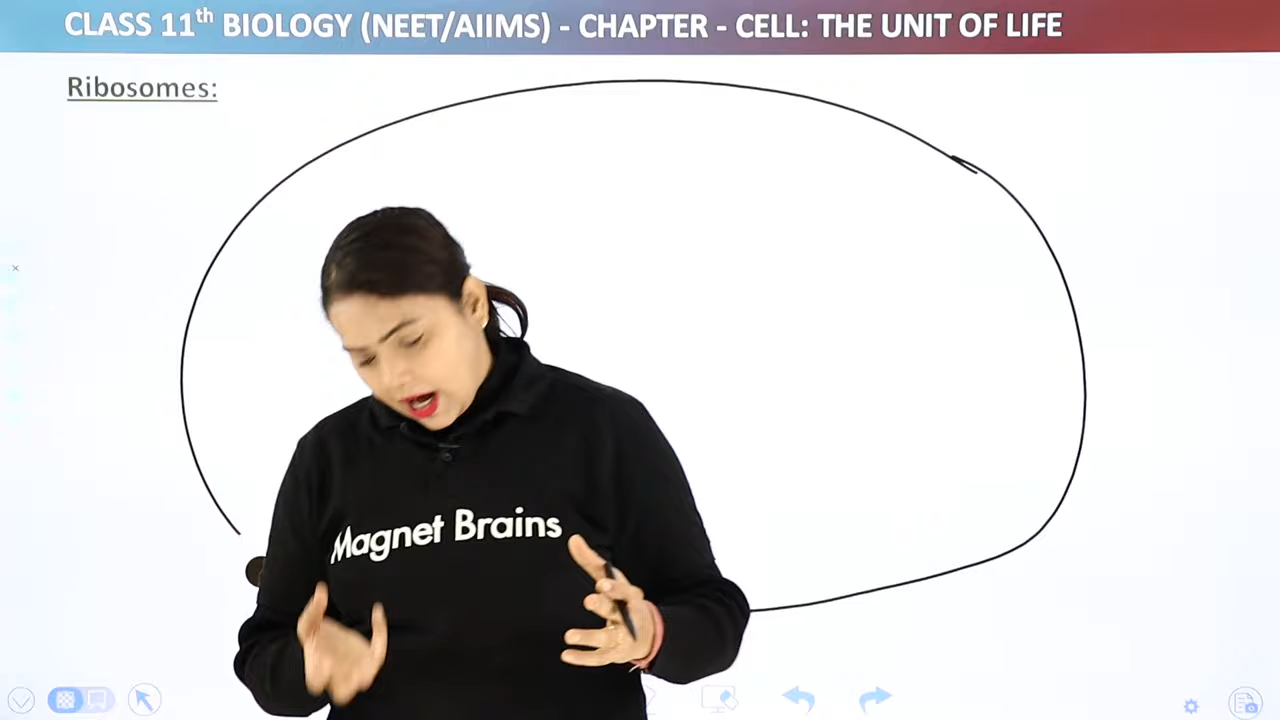 CLASS 11th BIOLOGY (NEET/AIIMS) - CHAPTER - CELL: THE UNIT OF LIFE
Ribosomes:
Magnet Brains